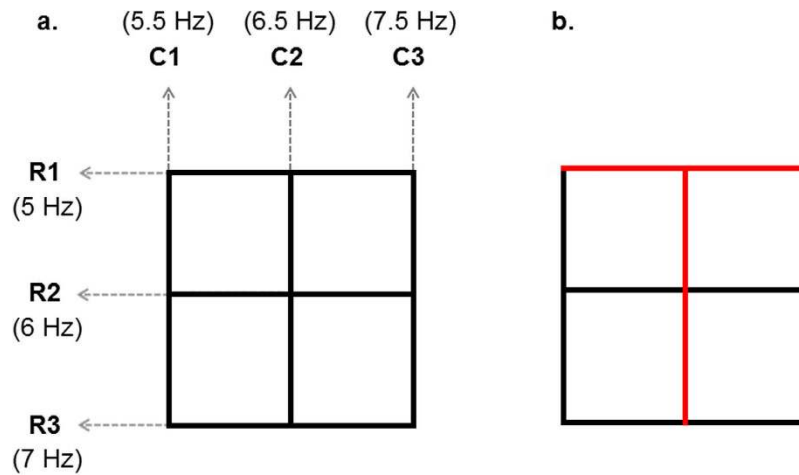 a. (5.5 Hz) (6.5 Hz) (7.5 Hz) b.
C1 C2 C3
R1
(5 Hz)
R2
(6 Hz)
R3
(7 Hz)